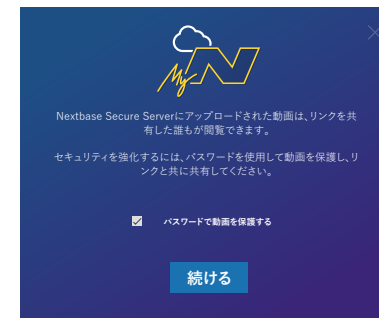 My N
Nextbase Secure Serverにアップロードされた動画は、リンクを共
有した誰もが閲覧できます。
セキュリティを強化するには、パスワードを使用して動画を保護し、リ
ンクと共に共有してください。
パスワードで動画を保護する
続ける